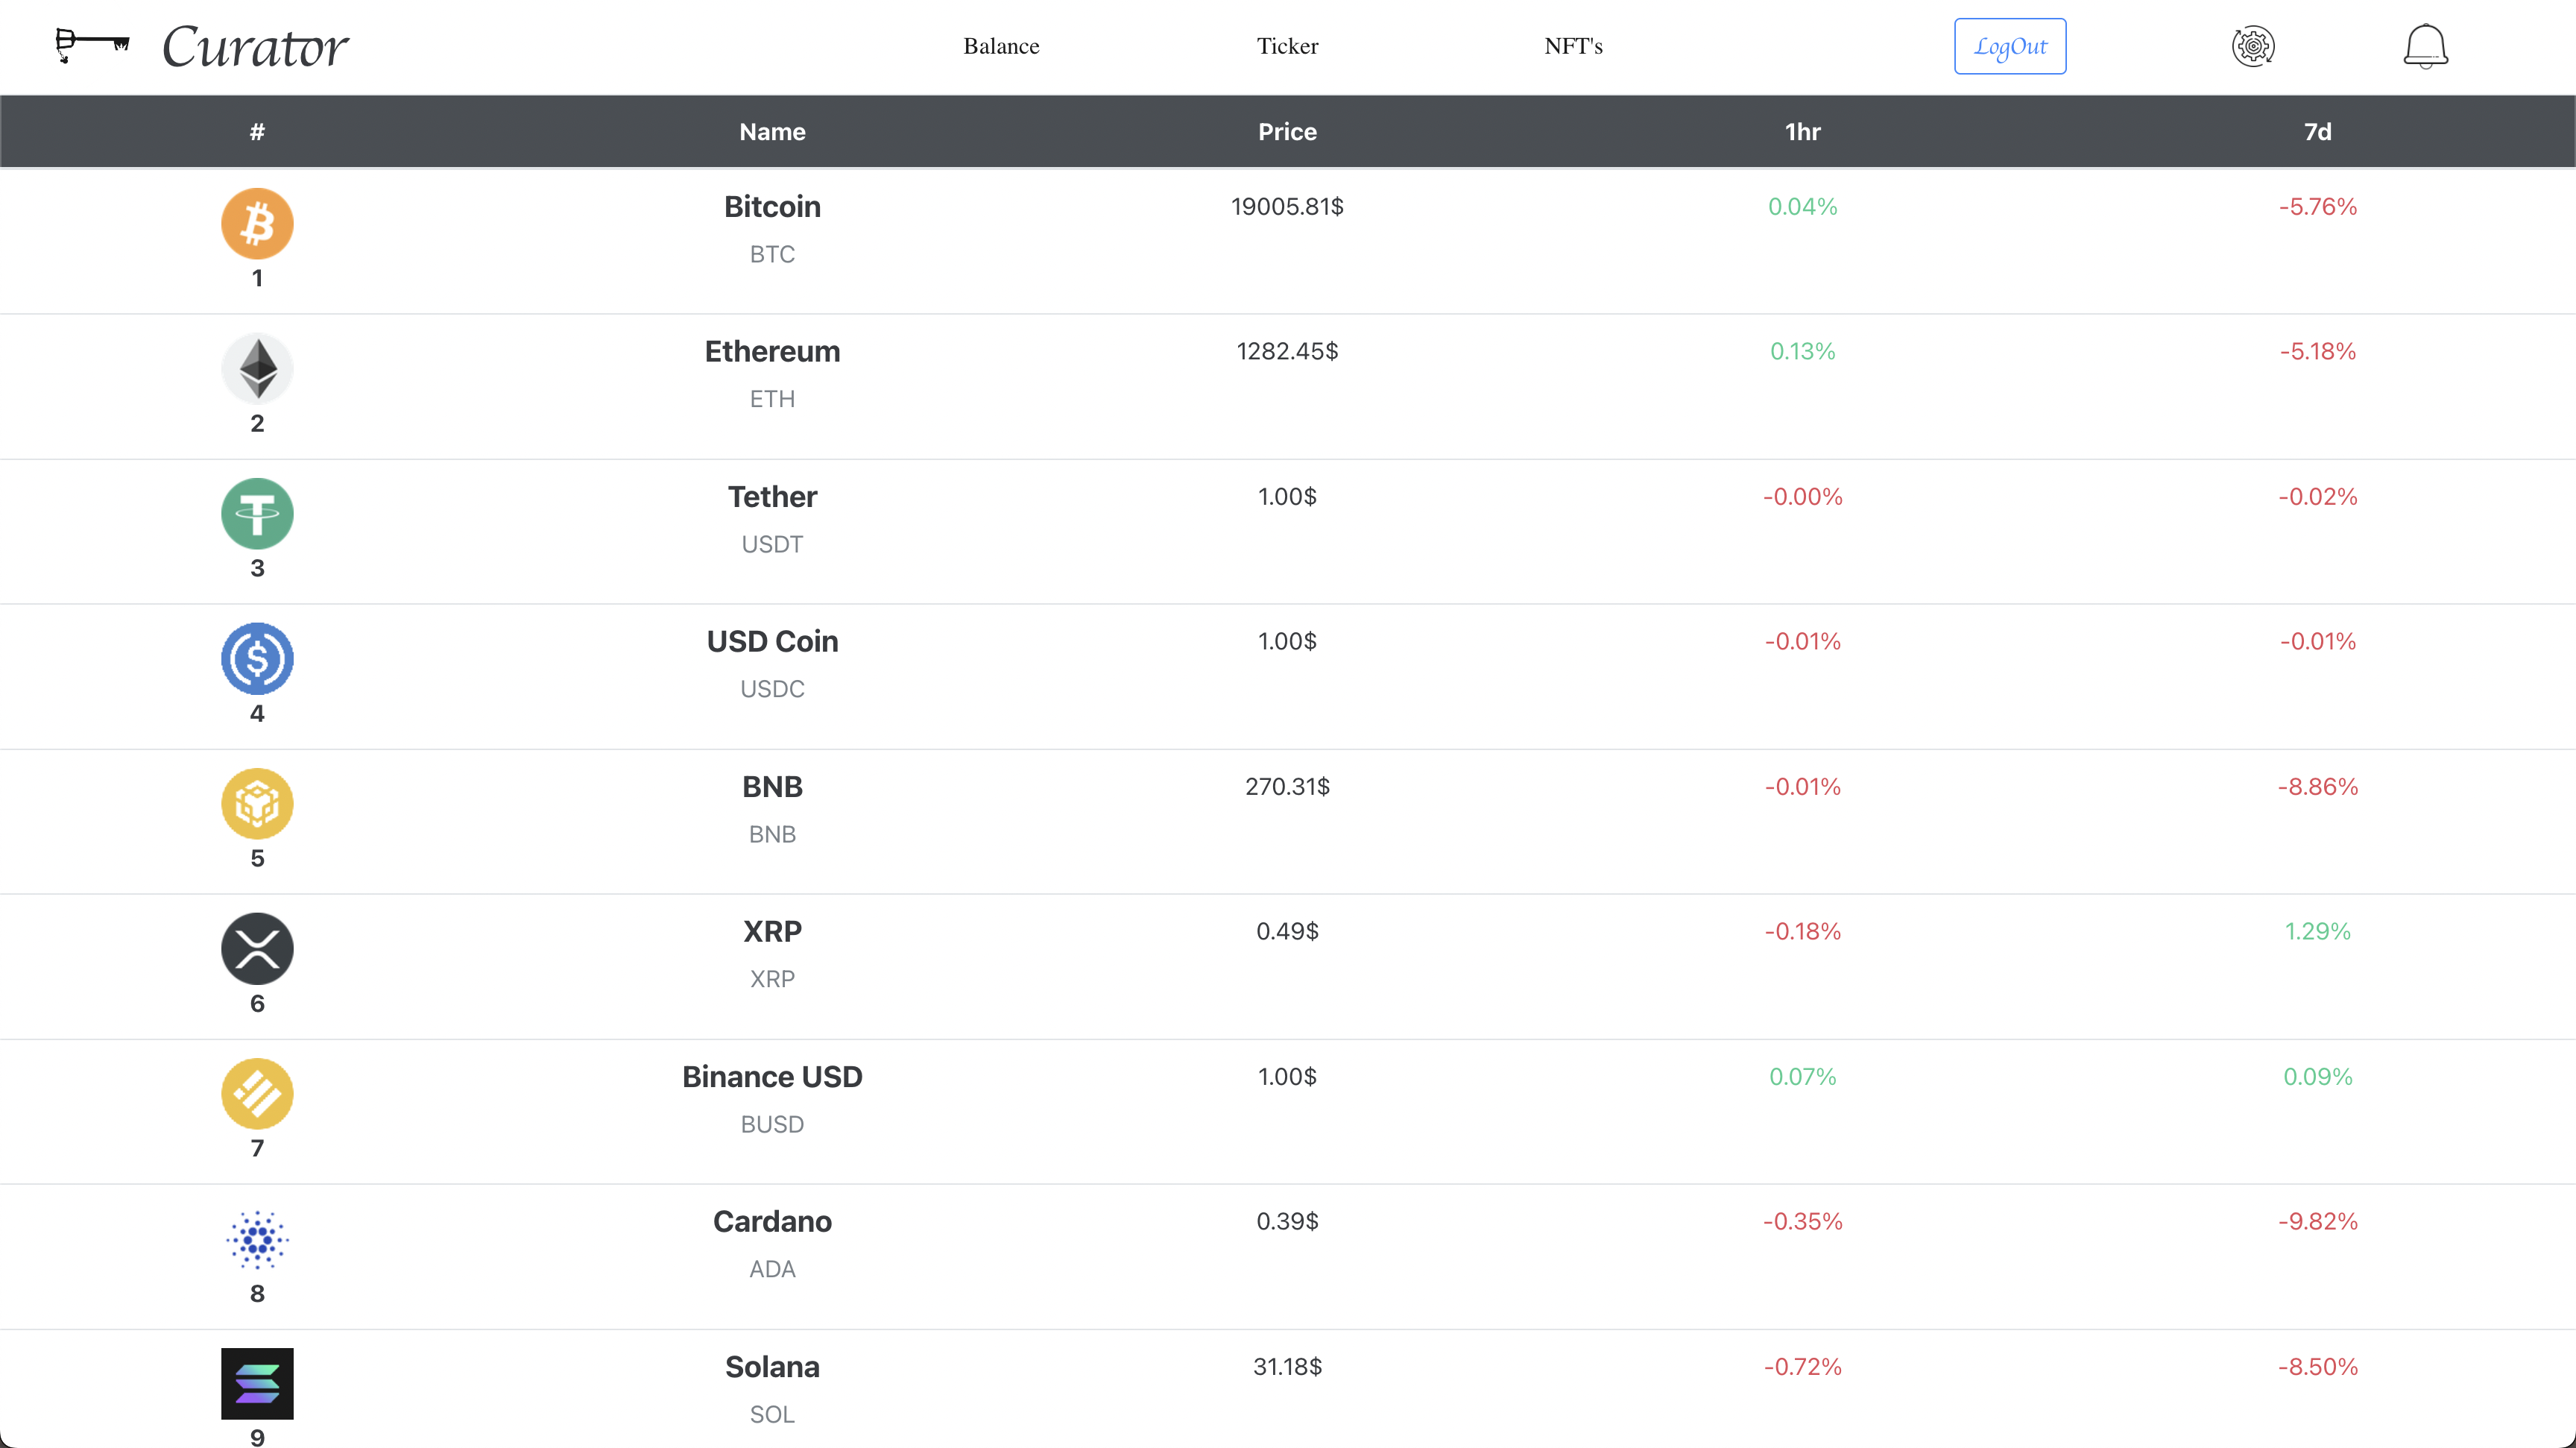 Curator Balance Ticker NFT's LogOut
# Name Price 1hr 7d
Bitcoin 19005.81$ 0.04% -5.76%
BTC
1
Ethereum 1282.45$ 0.13% -5.18%
ETH
2
Tether 1.00$ -0.00% -0.02%
USDT
3
USD Coin 1.00$ -0.01% -0.01%
USDC
4
BNB 270.31$ -0.01% -8.86%
BNB
5
XRP 0.49$ -0.18% 1.29%
XRP
6
Binance USD 1.00$ 0.07% 0.09%
BUSD
7
Cardano 0.39$ -0.35% -9.82%
ADA
8
Solana 31.18$ -0.72% -8.50%
SOL
9